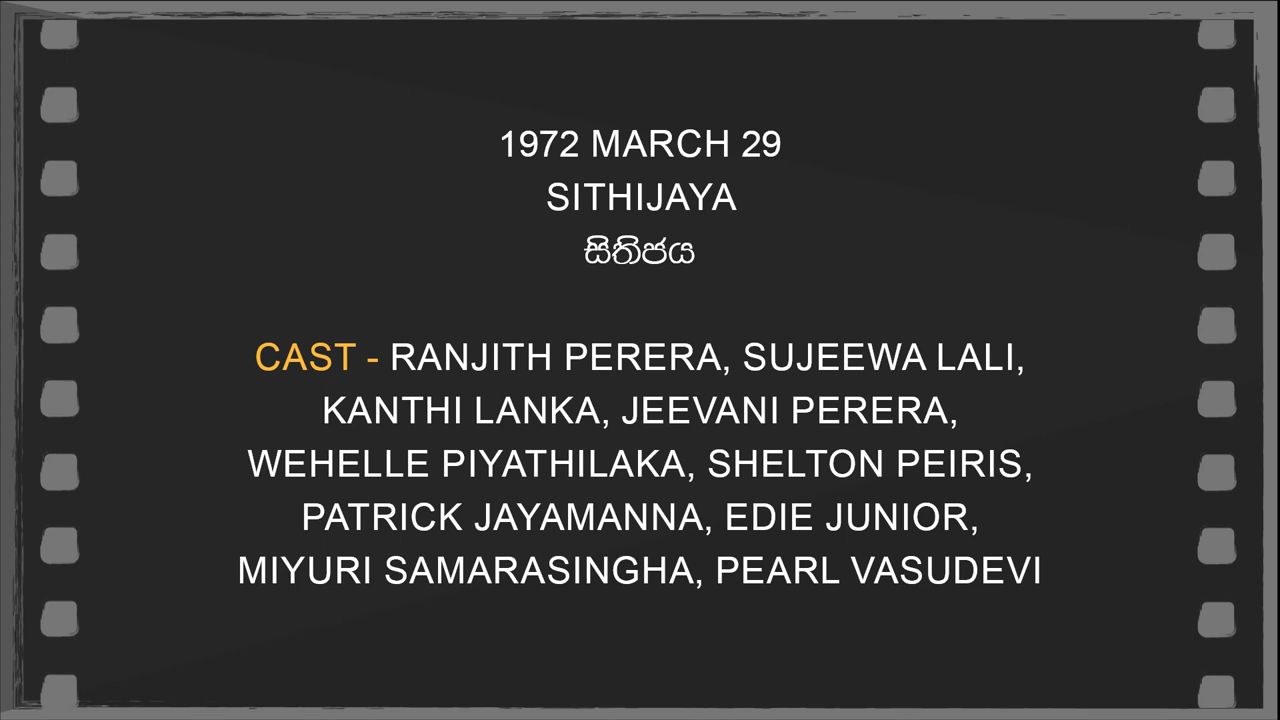 1972 MARCH 29
SITHIJAYA
සිතිජය
CAST - RANJITH PERERA, SUJEEWA LALI,
KANTHI LANKA, JEEVANI PERERA,
WEHELLE PIYATHILAKA, SHELTON PEIRIS,
PATRICK JAYAMANNA, EDIE JUNIOR,
MIYURI SAMARASINGHA, PEARL VASUDEVI